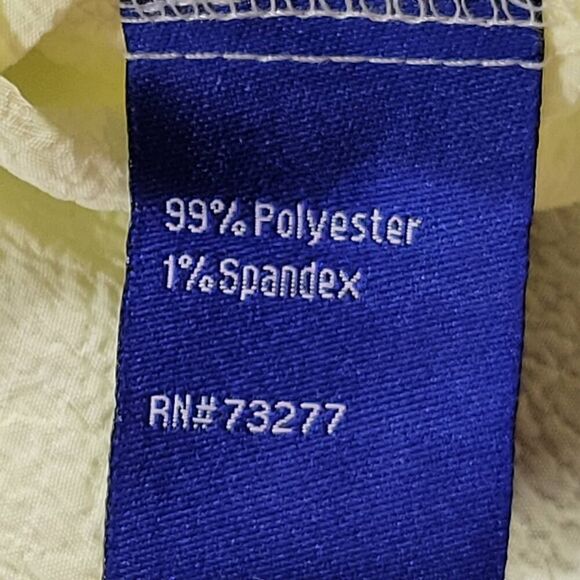 99% Polyester
1% Spandex
RN# 73277